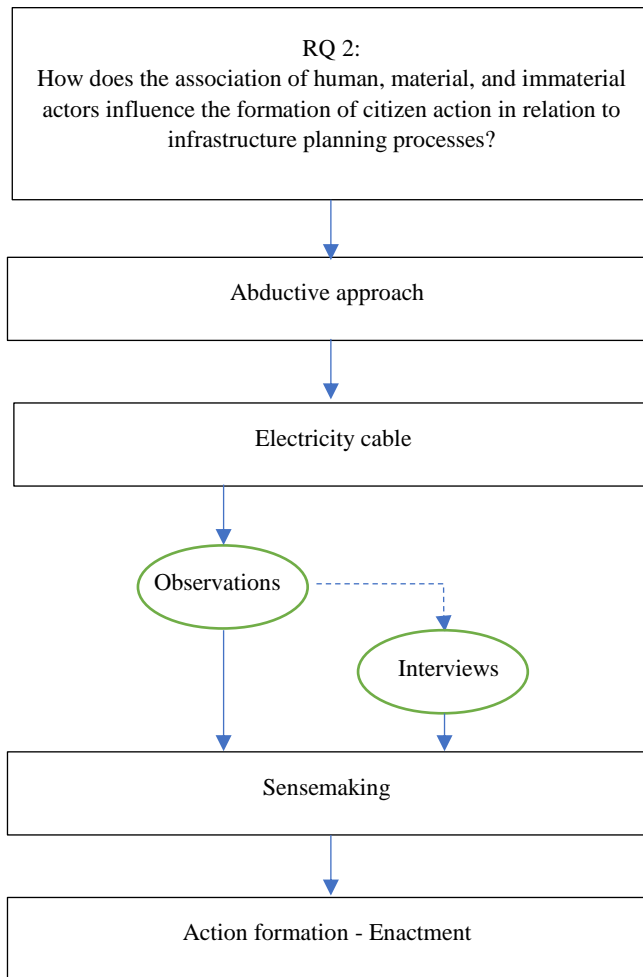 RQ 2:
How does the association of human, material, and immaterial
actors influence the formation of citizen action in relation to
infrastructure planning processes?
Abductive approach
Electricity cable
Observations
Interviews
Sensemaking
Action formation - Enactment